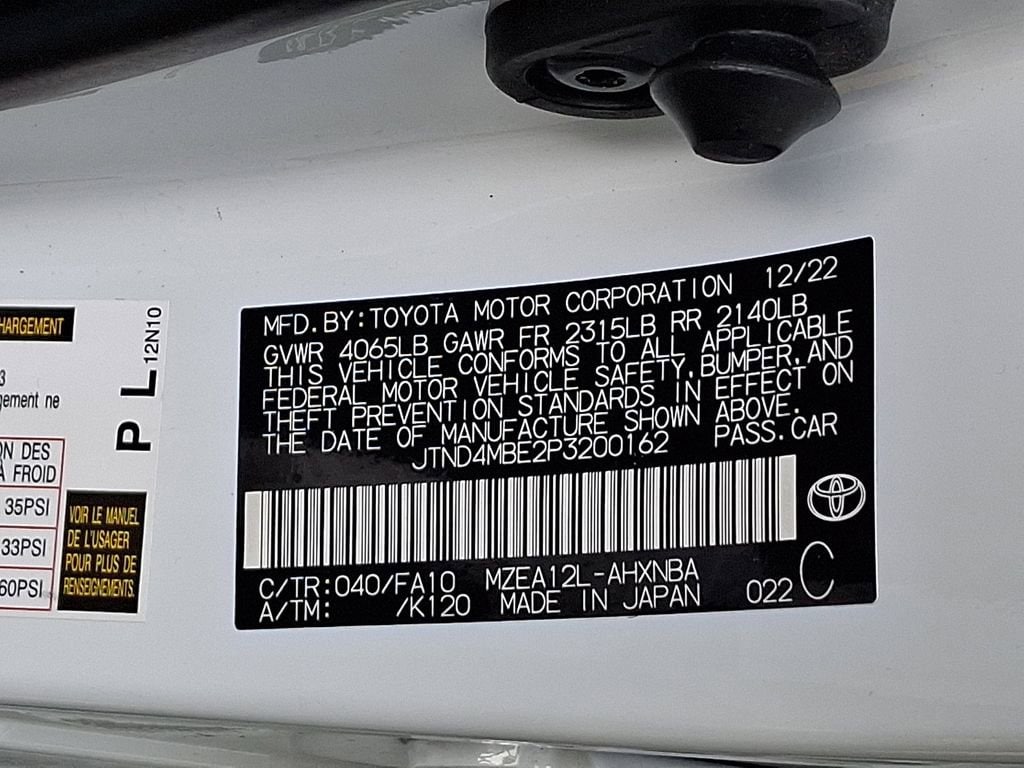 HARGEMENT
3
gement ne
ON DES
À FROID
35PSI
33PSI
60PSI
P L 12N10
VOIR LE MANUEL
DE L'USAGER
POUR PLUS DE
RENSEIGNEMENTS.
MFD.BY:TOYOTA MOTOR CORPORATION 12/22
GVWR 4065LB GAWR FR 2315LB RR 2140LB
THIS VEHICLE CONFORMS TO ALL APPLICABLE
FEDERAL MOTOR VEHICLE SAFETY,BUMPER,AND
THEFT PREVENTION STANDARDS IN EFFECT ON
THE DATE OF MANUFACTURE SHOWN ABOVE.
JTND4MBE2P3200162 PASS.CAR
C/TR:040/FA10 MZEA12L-AHXNBA
A/TM: /K120 MADE IN JAPAN 022 C